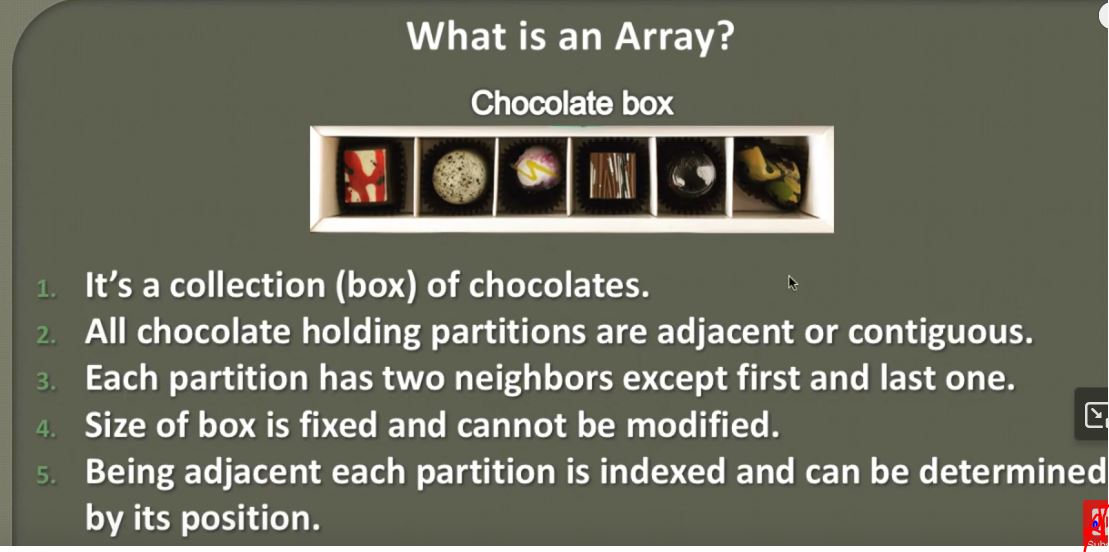 What is an Array?
Chocolate box
1. It's a collection (box) of chocolates.
2. All chocolate holding partitions are adjacent or contiguous.
3. Each partition has two neighbors except first and last one.
4. Size of box is fixed and cannot be modified.
5. Being adjacent each partition is indexed and can be determined
by its position.